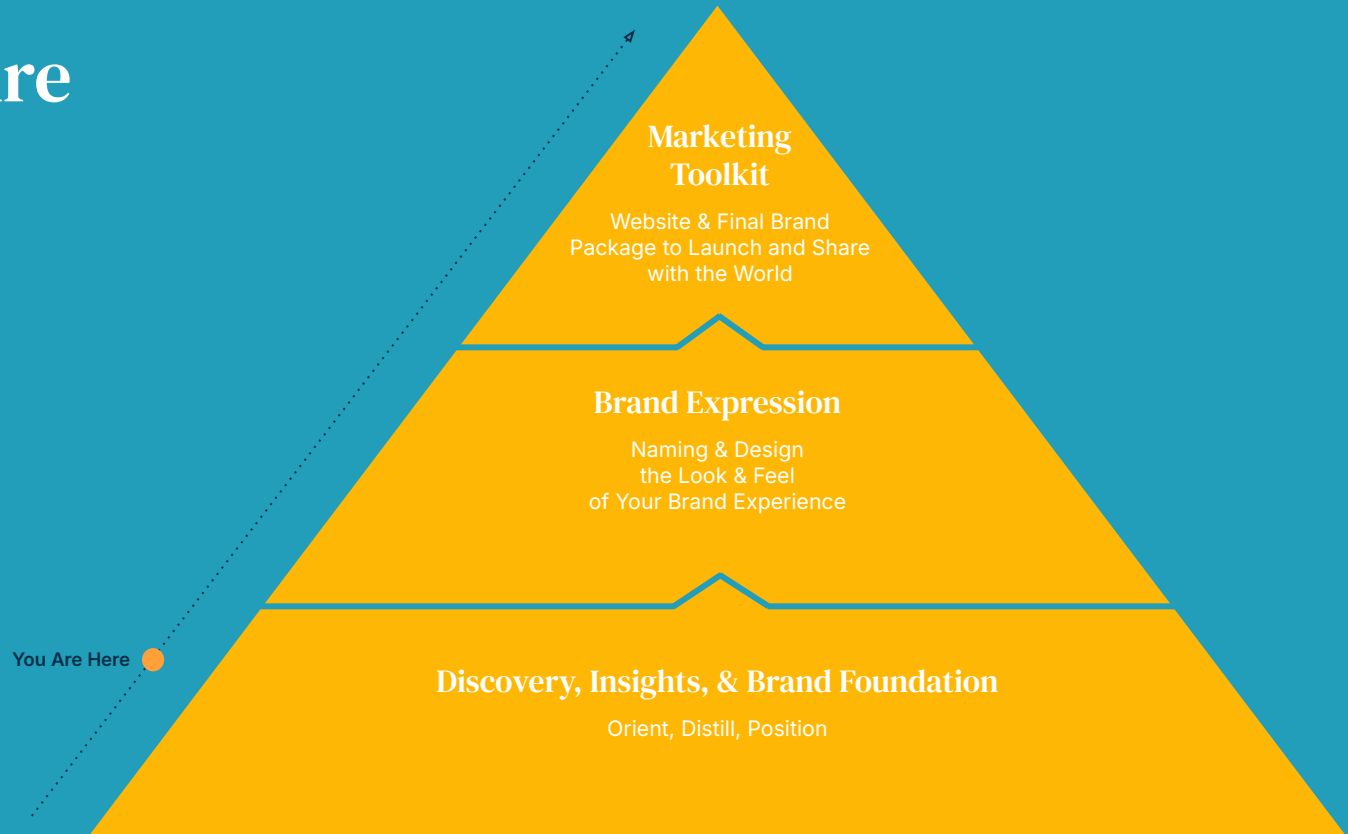 Marketing
Toolkit
Website & Final Brand
Package to Launch and Share
with the World
Brand Expression
Naming & Design
the Look & Feel
of Your Brand Experience
You Are Here
Discovery, Insights, & Brand Foundation
Orient, Distill, Position